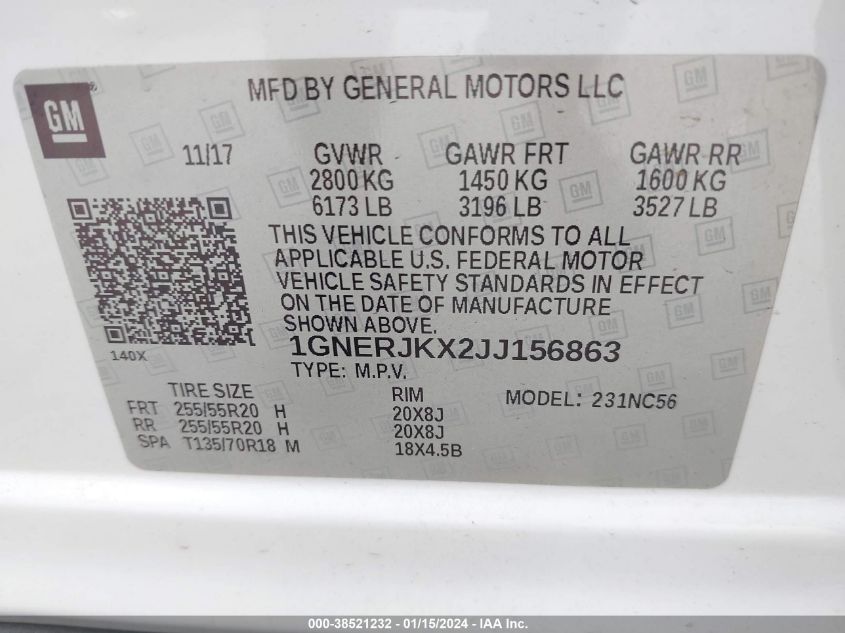 GM ®
MFD BY GENERAL MOTORS LLC
11/17 GVWR GAWR FRT GAWR RR
2800 KG 1450 KG 1600 KG
6173 LB 3196 LB 3527 LB
THIS VEHICLE CONFORMS TO ALL
APPLICABLE U.S. FEDERAL MOTOR
VEHICLE SAFETY STANDARDS IN EFFECT
ON THE DATE OF MANUFACTURE
SHOWN ABOVE.
140X
1GNERJKX2JJ156863
TYPE: M.P.V.
TIRE SIZE RIM MODEL: 231NC56
FRT 255/55R20 H 20X8J
RR 255/55R20 H 20X8J
SPA T135/70R18 M 18X4.5B
000-38521232 - 01/15/2024 - IAA Inc.